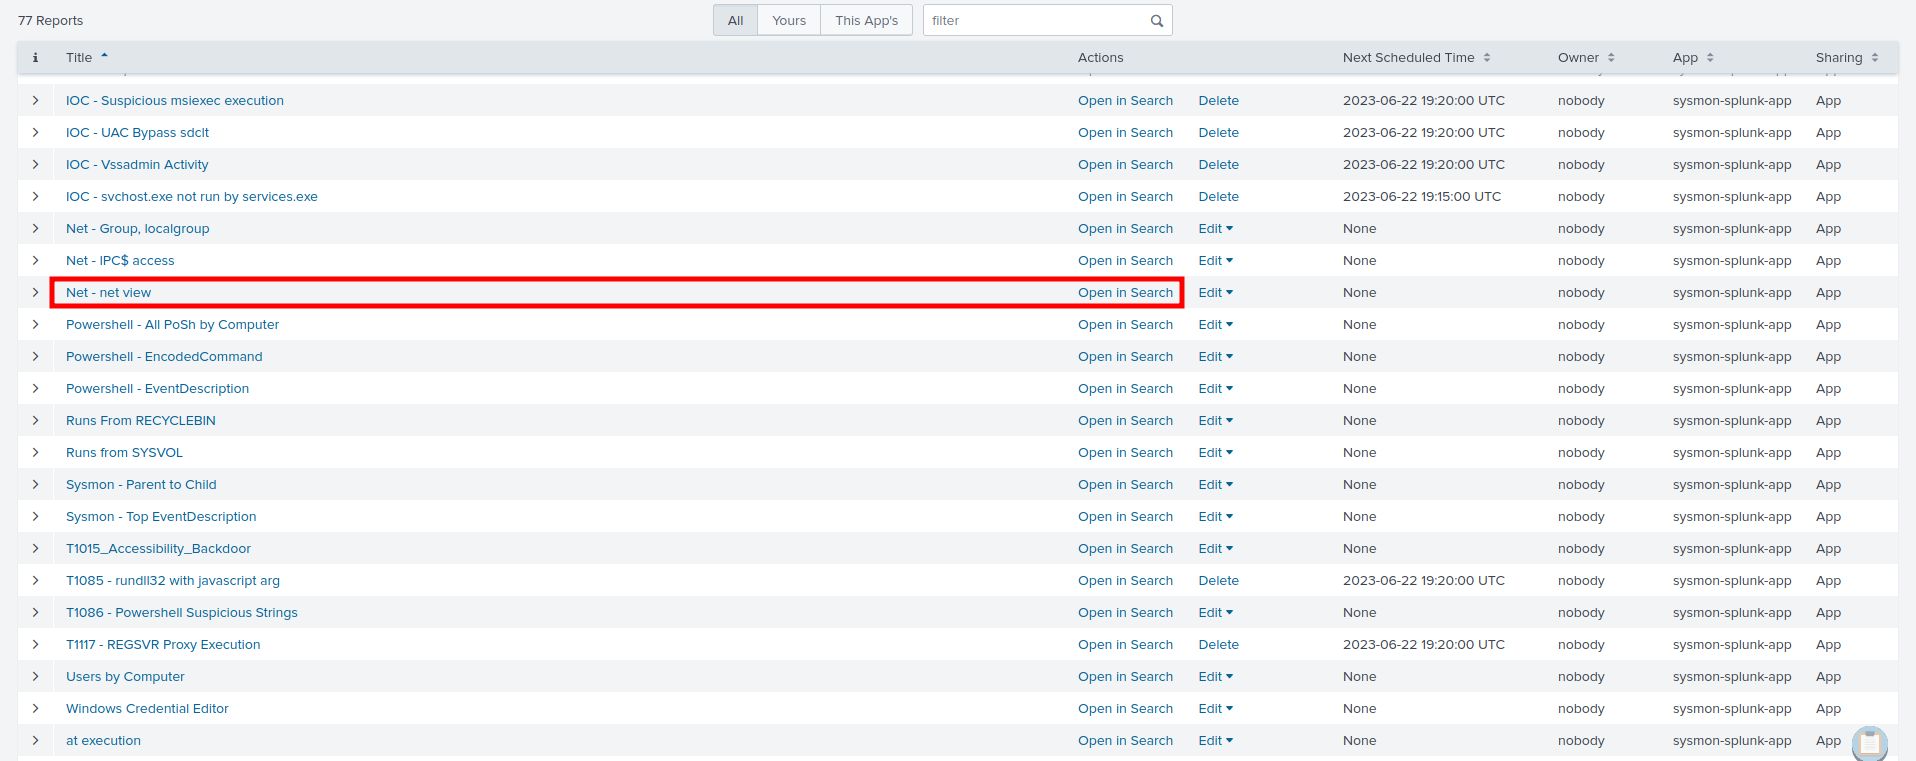 77 Reports All Yours This App's filter
i Title Actions Next Scheduled Time Owner App Sharing
IOC - Suspicious msiexec execution Open in Search Delete 2023-06-22 19:20:00 UTC nobody sysmon-splunk-app App
IOC - UAC Bypass sdclt Open in Search Delete 2023-06-22 19:20:00 UTC nobody sysmon-splunk-app App
IOC - Vssadmin Activity Open in Search Delete 2023-06-22 19:20:00 UTC nobody sysmon-splunk-app App
IOC - svchost.exe not run by services.exe Open in Search Delete 2023-06-22 19:15:00 UTC nobody sysmon-splunk-app App
Net - Group, localgroup Open in Search Edit None nobody sysmon-splunk-app App
Net - IPC$ access Open in Search Edit None nobody sysmon-splunk-app App
Net - net view Open in Search Edit None nobody sysmon-splunk-app App
Powershell - All PoSh by Computer Open in Search Edit None nobody sysmon-splunk-app App
Powershell - EncodedCommand Open in Search Edit None nobody sysmon-splunk-app App
Powershell - EventDescription Open in Search Edit None nobody sysmon-splunk-app App
Runs From RECYCLEBIN Open in Search Edit None nobody sysmon-splunk-app App
Runs from SYSVOL Open in Search Edit None nobody sysmon-splunk-app App
Sysmon - Parent to Child Open in Search Edit None nobody sysmon-splunk-app App
Sysmon - Top EventDescription Open in Search Edit None nobody sysmon-splunk-app App
T1015_Accessibility_Backdoor Open in Search Edit None nobody sysmon-splunk-app App
T1085 - rundll32 with javascript arg Open in Search Delete 2023-06-22 19:20:00 UTC nobody sysmon-splunk-app App
T1086 - Powershell Suspicious Strings Open in Search Edit None nobody sysmon-splunk-app App
T1117 - REGSVR Proxy Execution Open in Search Delete 2023-06-22 19:20:00 UTC nobody sysmon-splunk-app App
Users by Computer Open in Search Edit None nobody sysmon-splunk-app App
Windows Credential Editor Open in Search Edit None nobody sysmon-splunk-app App
at execution Open in Search Edit None nobody sysmon-splunk-app App